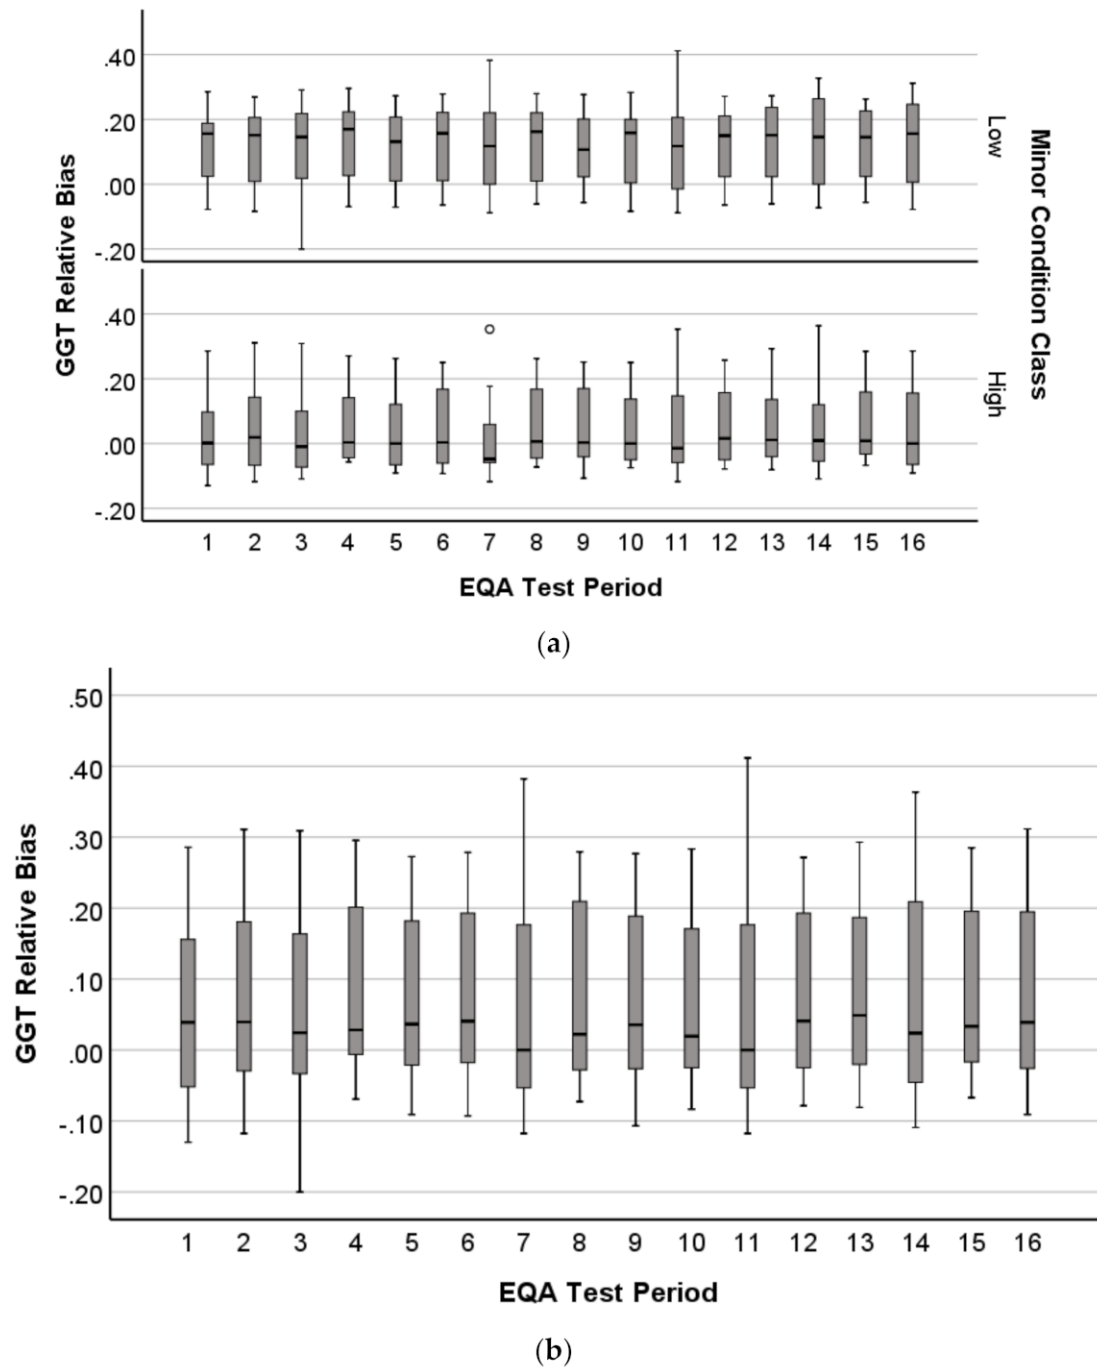 .40
.20
.00
-.20
Low
.40
.20
.00
-.20
High
GGT Relative Bias
Minor Condition Class
1 2 3 4 5 6 7 8 9 10 11 12 13 14 15 16
EQA Test Period
(a)
.50
.40
.30
.20
.10
.00
-.10
-.20
GGT Relative Bias
1 2 3 4 5 6 7 8 9 10 11 12 13 14 15 16
EQA Test Period
(b)